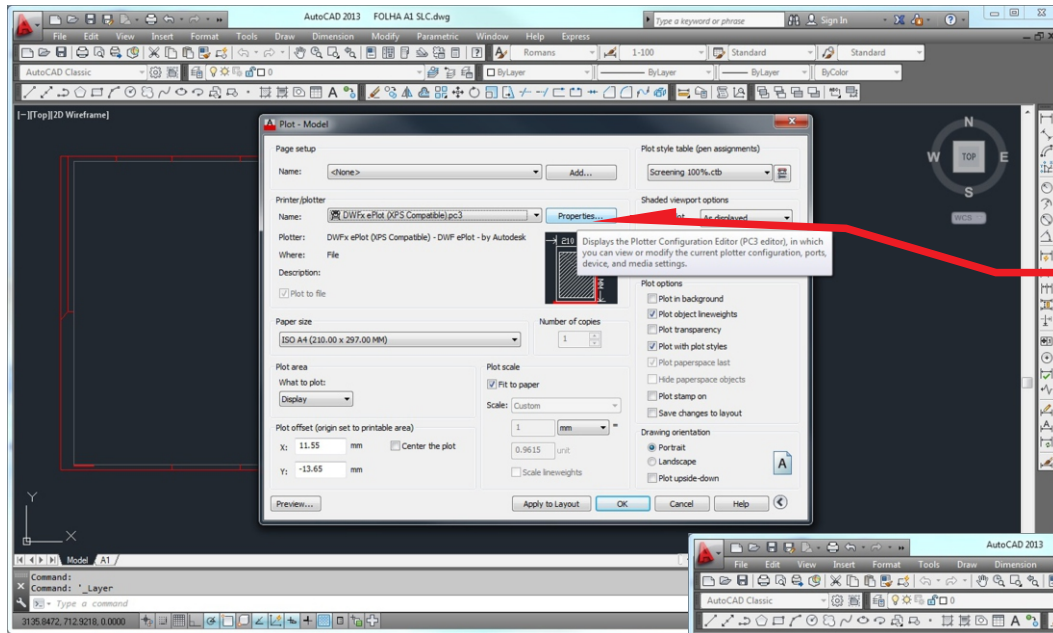 AutoCAD 2013 FOLHA A1 SLC.dwg
Type a keyword or phrase
Sign In
File Edit View Insert Format Tools Draw Dimension Modify Parametric Window Help Express
Romans 1-100 Standard Standard
AutoCAD Classic 0 ByLayer ByLayer ByLayer ByColor
[-][Top][2D Wireframe]
N
W TOP E
S
WCS
Plot - Model
Page setup
Name: <None> Add...
Plot style table (pen assignments)
Screening 100%.ctb
Printer/plotter
Name: DWFx ePlot (XPS Compatible).pc3 Properties...
Plotter: DWFx ePlot (XPS Compatible) - DWF ePlot - by Autodesk
Where: File
Description:
Plot to file
210
Shaded viewport options
As displayed
Displays the Plotter Configuration Editor (PC3 editor), in which
you can view or modify the current plotter configuration, ports,
device, and media settings.
Paper size
ISO A4 (210.00 x 297.00 MM)
Number of copies
1
Plot area
What to plot:
Display
Plot scale
Fit to paper
Scale: Custom
1 mm =
0.9615 unit
Scale lineweights
Plot offset (origin set to printable area)
X: 11.55 mm Center the plot
Y: -13.65 mm
Plot options
Plot in background
Plot object lineweights
Plot transparency
Plot with plot styles
Plot paperspace last
Hide paperspace objects
Plot stamp on
Save changes to layout
Drawing orientation
Portrait
Landscape
Plot upside-down
A
Preview... Apply to Layout OK Cancel Help
Y
X
Model A1
Command:
Command: '_Layer
Type a command
3135.8472, 712.9218, 0.0000
AutoCAD 2013
File Edit View Insert Format Tools Draw Dimension
AutoCAD Classic 0